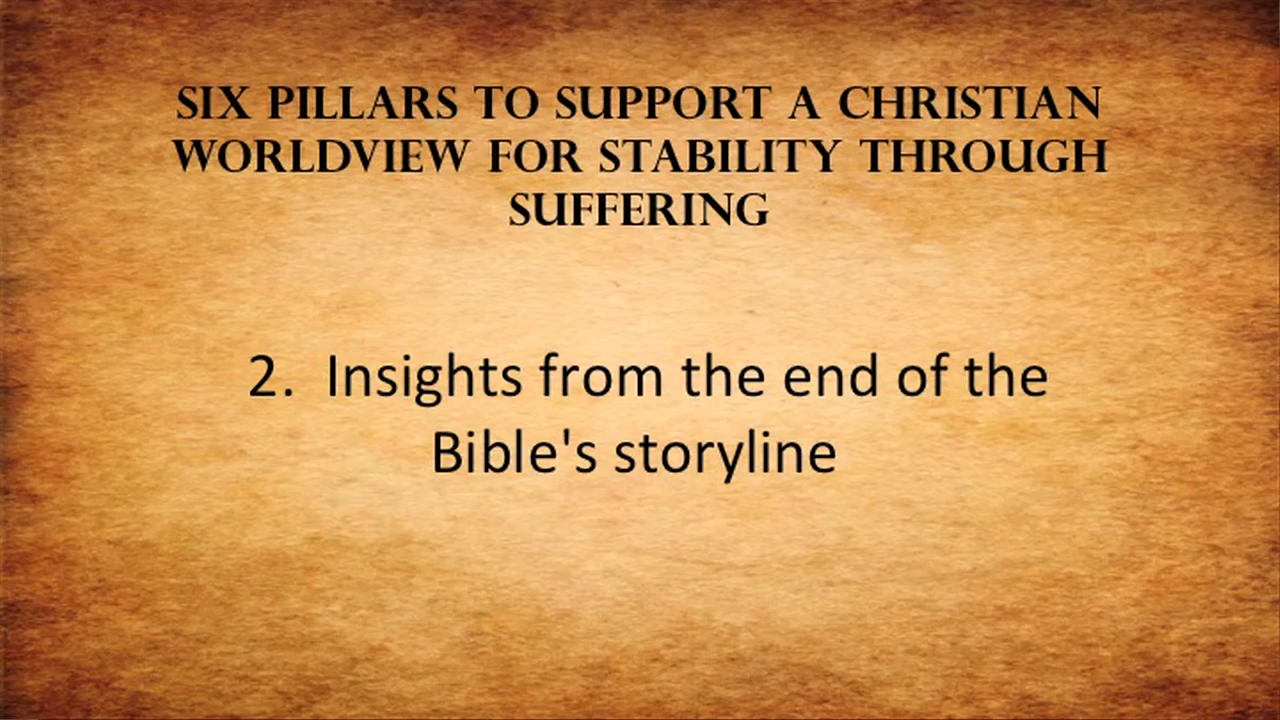 SIX PILLARS TO SUPPORT A CHRISTIAN
WORLDVIEW FOR STABILITY THROUGH
SUFFERING
2. Insights from the end of the
Bible's storyline